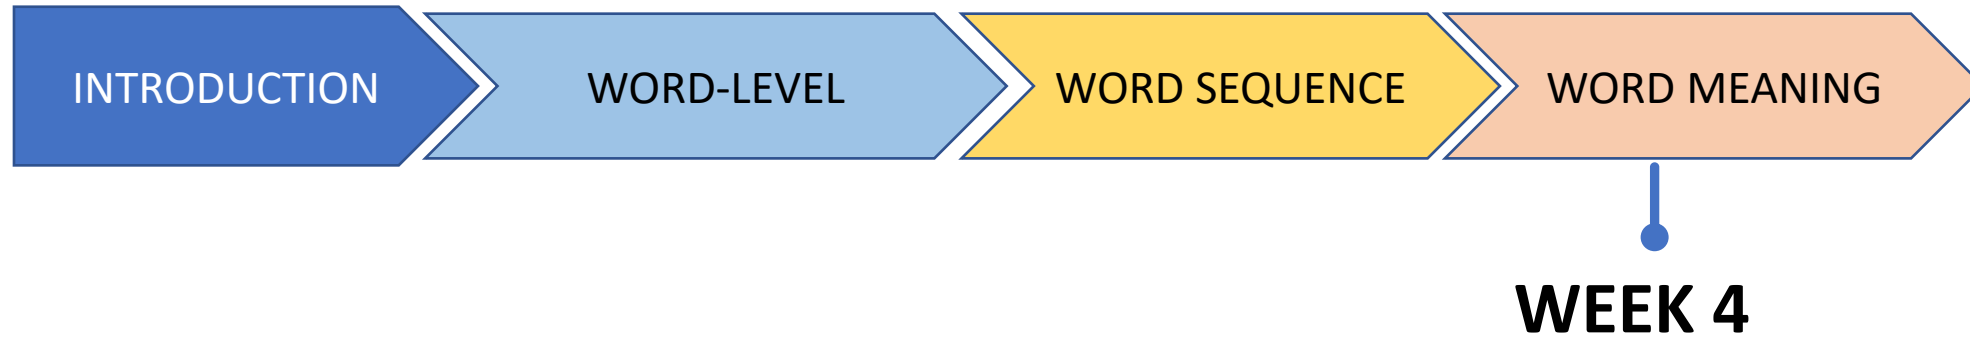 INTRODUCTION
WORD-LEVEL
WORD SEQUENCE
WORD MEANING
WEEK 4